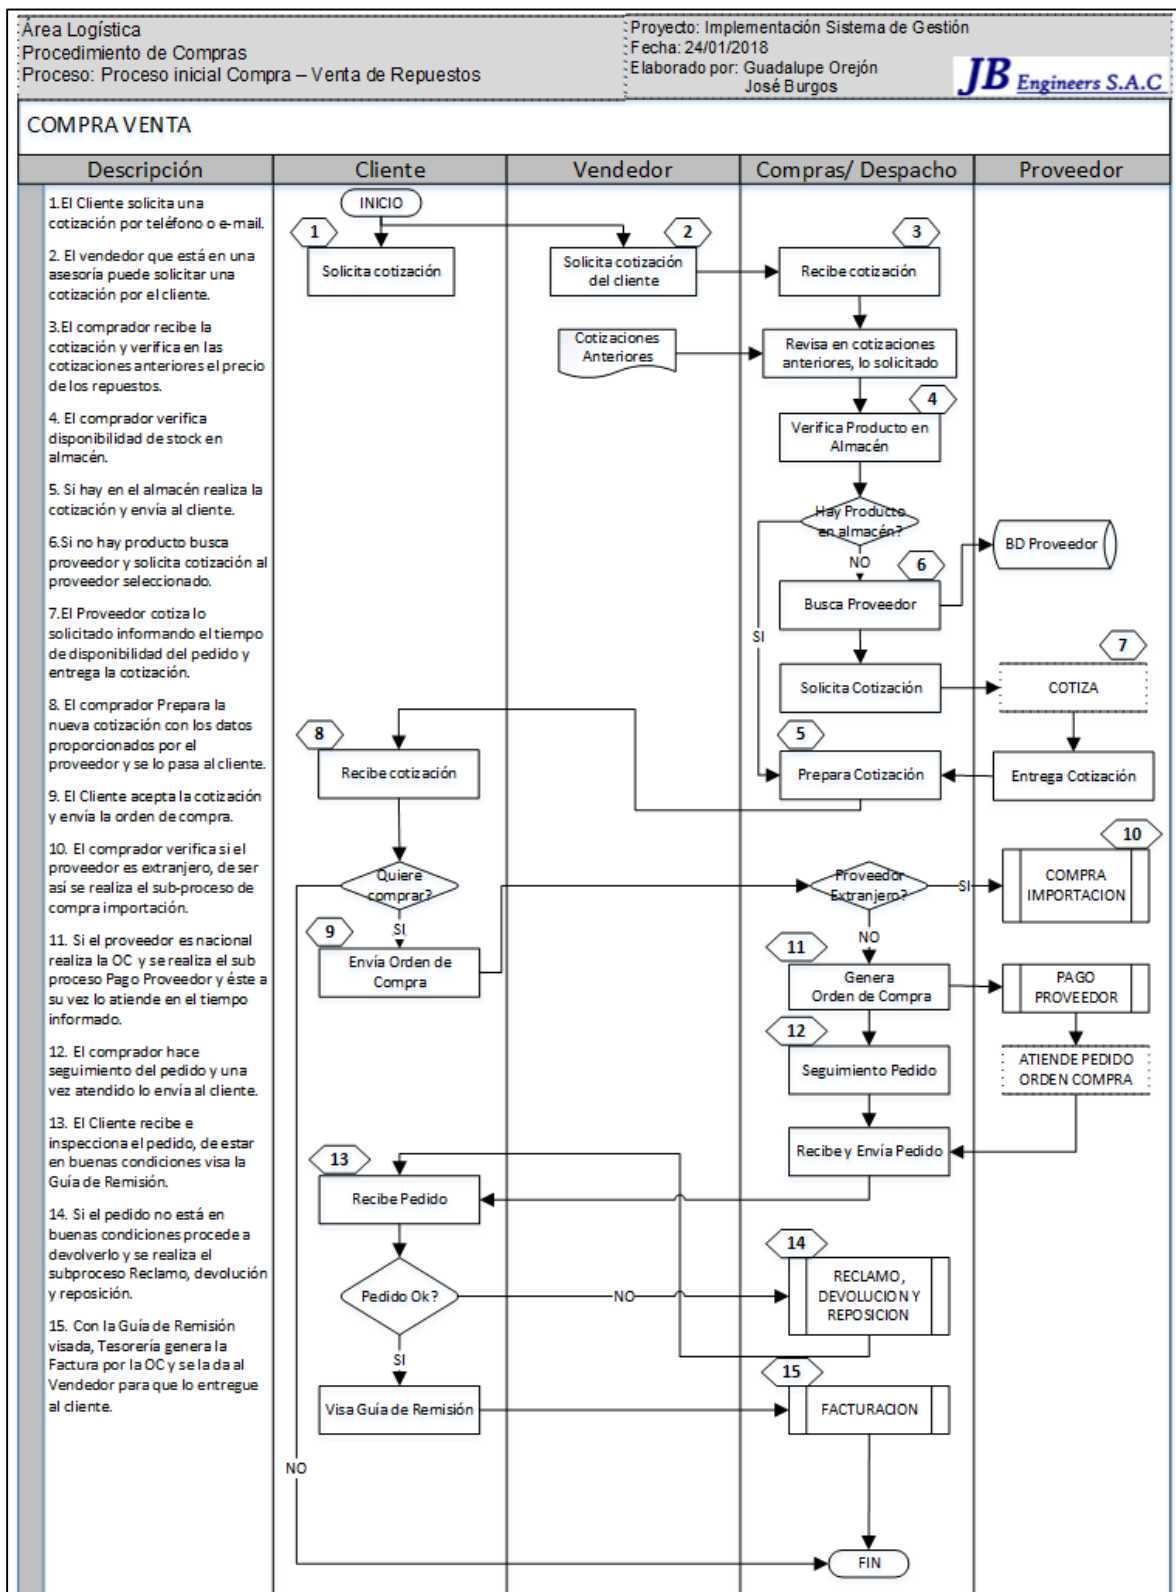 Área Logística
Procedimiento de Compras
Proceso: Proceso inicial Compra – Venta de Repuestos
Proyecto: Implementación Sistema de Gestión
Fecha: 24/01/2018
Elaborado por: Guadalupe Orejón
José Burgos
JB Engineers S.A.C
COMPRA VENTA
Descripción
Cliente
Vendedor
Compras/ Despacho
Proveedor
1.El Cliente solicita una
cotización por teléfono o e-mail.
2. El vendedor que está en una
asesoría puede solicitar una
cotización por el cliente.
3.El comprador recibe la
cotización y verifica en las
cotizaciones anteriores el precio
de los repuestos.
4. El comprador verifica
disponibilidad de stock en
almacén.
5. Si hay en el almacén realiza la
cotización y envía al cliente.
6.Si no hay producto busca
proveedor y solicita cotización al
proveedor seleccionado.
7.El Proveedor cotiza lo
solicitado informando el tiempo
de disponibilidad del pedido y
entrega la cotización.
8. El comprador Prepara la
nueva cotización con los datos
proporcionados por el
proveedor y se lo pasa al cliente.
9. El Cliente acepta la cotización
y envía la orden de compra.
10. El comprador verifica si el
proveedor es extranjero, de ser
así se realiza el sub-proceso de
compra importación.
11. Si el proveedor es nacional
realiza la OC y se realiza el sub
proceso Pago Proveedor y éste a
su vez lo atiende en el tiempo
informado.
12. El comprador hace
seguimiento del pedido y una
vez atendido lo envía al cliente.
13. El Cliente recibe e
inspecciona el pedido, de estar
en buenas condiciones visa la
Guía de Remisión.
14. Si el pedido no está en
buenas condiciones procede a
devolverlo y se realiza el
subproceso Reclamo, devolución
y reposición.
15. Con la Guía de Remisión
visada, Tesorería genera la
Factura por la OC y se la da al
Vendedor para que lo entregue
al cliente.
INICIO
1
Solicita cotización
2
Solicita cotización
del cliente
3
Recibe cotización
Cotizaciones
Anteriores
Revisa en cotizaciones
anteriores, lo solicitado
4
Verifica Producto en
Almacén
Hay Producto
en almacén?
NO
SI
BD Proveedor
6
Busca Proveedor
Solicita Cotización
7
COTIZA
8
Recibe cotización
5
Prepara Cotización
Entrega Cotización
Quiere
comprar?
SI
Proveedor
Extranjero?
SI
NO
10
COMPRA
IMPORTACION
9
Envía Orden de
Compra
11
Genera
Orden de Compra
PAGO
PROVEEDOR
12
Seguimiento Pedido
ATIENDE PEDIDO
ORDEN COMPRA
Recibe y Envía Pedido
13
Recibe Pedido
14
RECLAMO,
DEVOLUCION Y
REPOSICION
Pedido Ok?
NO
SI
15
Visa Guía de Remisión
FACTURACION
NO
FIN